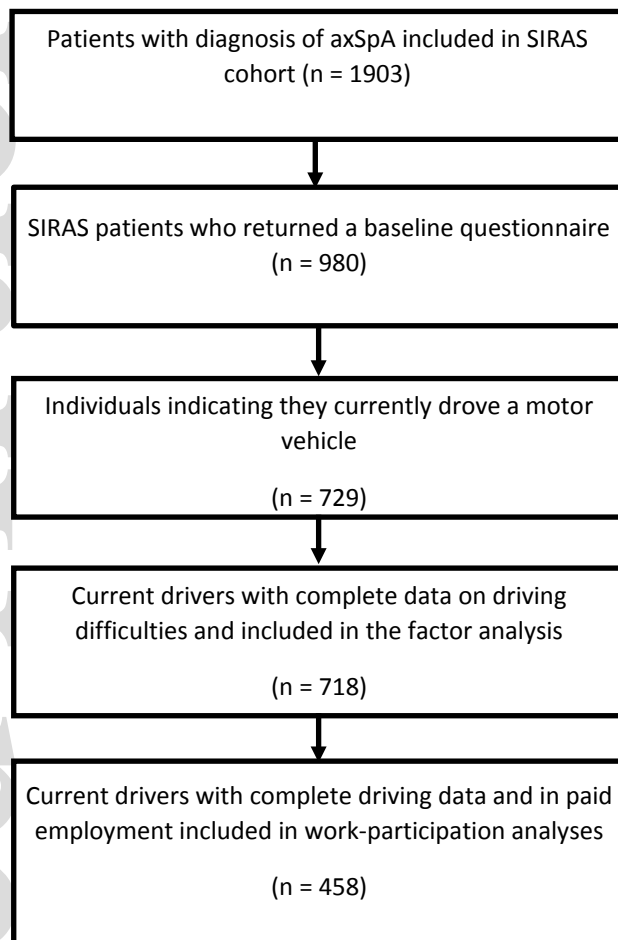 Patients with diagnosis of axSpA included in SIRAS
cohort (n = 1903)
SIRAS patients who returned a baseline questionnaire
(n = 980)
Individuals indicating they currently drove a motor
vehicle
(n = 729)
Current drivers with complete data on driving
difficulties and included in the factor analysis
(n = 718)
Current drivers with complete driving data and in paid
employment included in work-participation analyses
(n = 458)